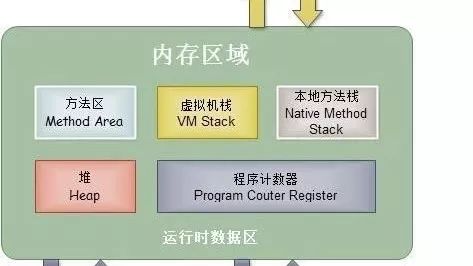 内存区域
方法区
Method Area
虚拟机栈
VM Stack
本地方法栈
Native Method
Stack
堆
Heap
程序计数器
Program Couter Register
运行时数据区